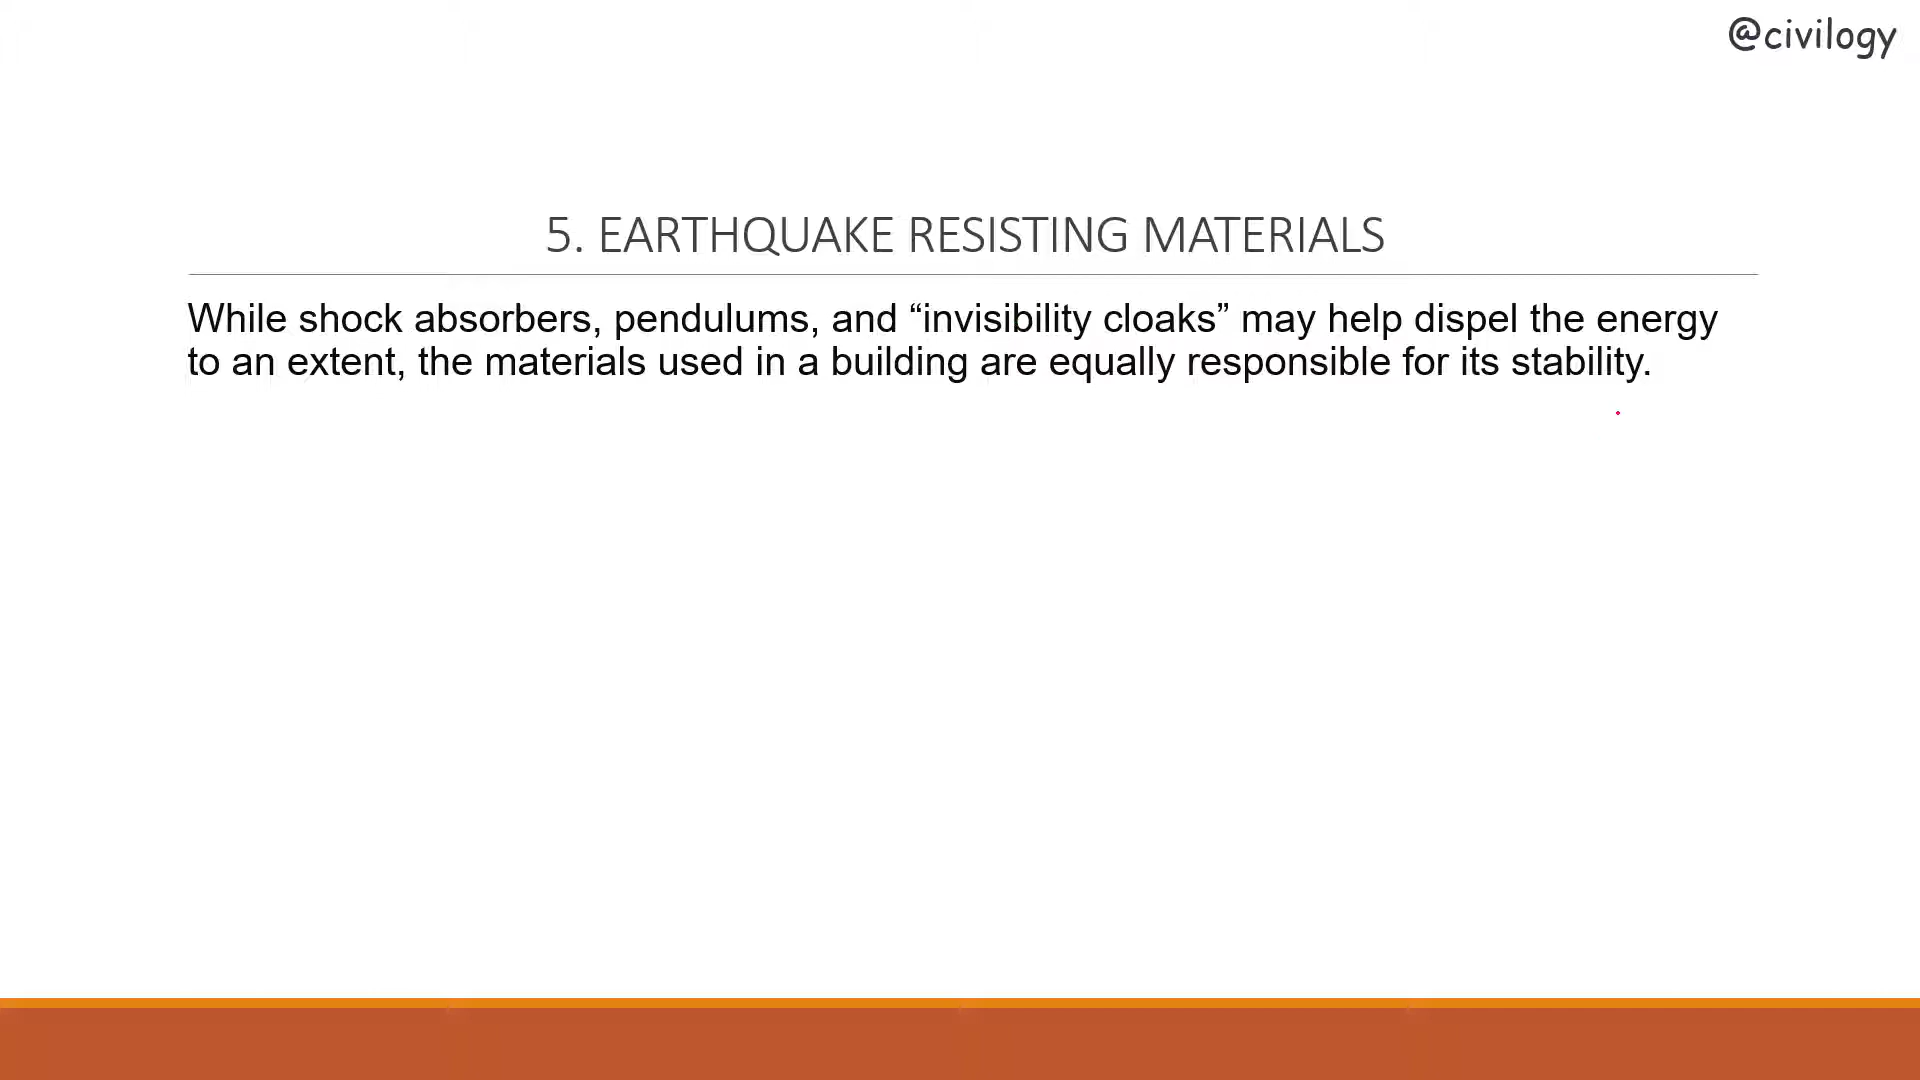 @civilogy
5. EARTHQUAKE RESISTING MATERIALS
While shock absorbers, pendulums, and “invisibility cloaks” may help dispel the energy
to an extent, the materials used in a building are equally responsible for its stability.